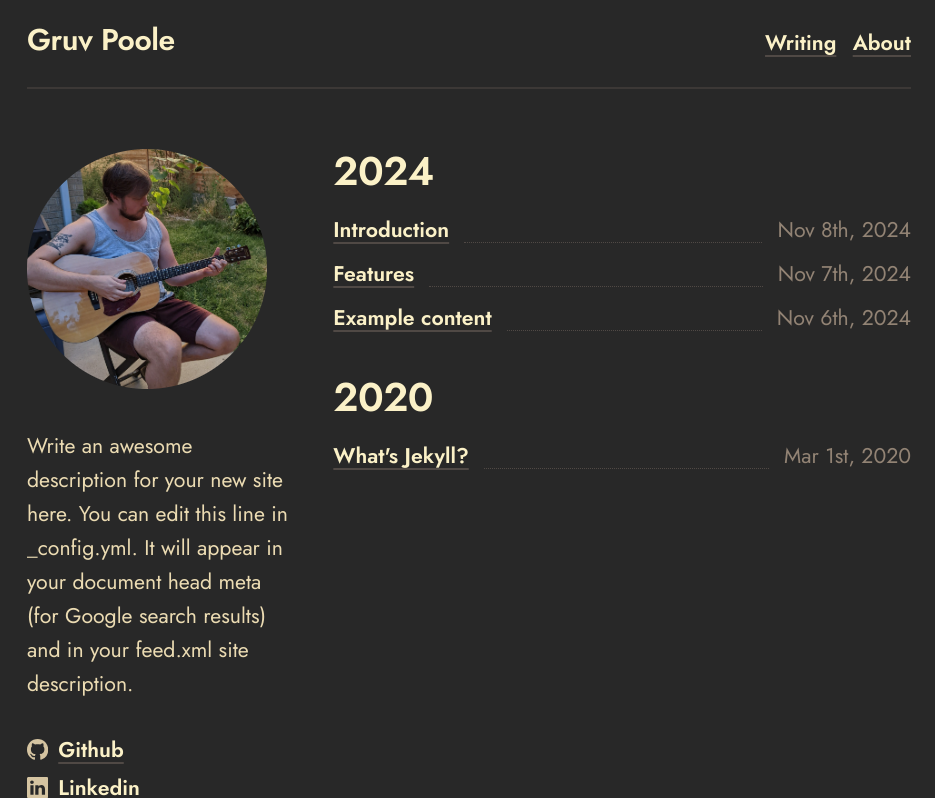 Gruv Poole
Writing About
2024
Introduction Nov 8th, 2024
Features Nov 7th, 2024
Example content Nov 6th, 2024
2020
What's Jekyll? Mar 1st, 2020
Write an awesome
description for your new site
here. You can edit this line in
_config.yml. It will appear in
your document head meta
(for Google search results)
and in your feed.xml site
description.
Github
in Linkedin